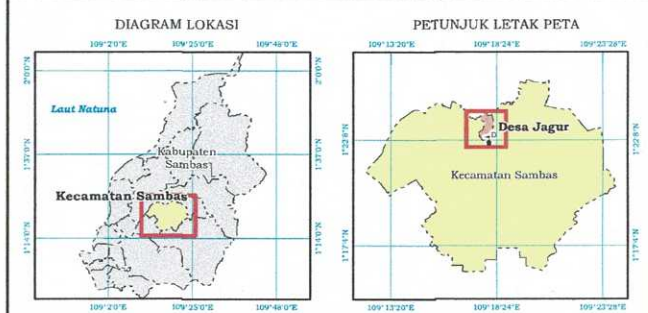 DIAGRAM LOKASI
109°2'0"E 109°25'0"E 109°48'0"E
2°0'0"N 2°0'0"N
Laut Natuna
1°37'0"N 1°37'0"N
Kabupaten
Sambas
Kecamatan Sambas
1°14'0"N 1°14'0"N
109°2'0"E 109°25'0"E 109°48'0"E
PETUNJUK LETAK PETA
109°13'20"E 109°18'24"E 109°23'28"E
Desa Jagur
1°22'8"N 1°22'8"N
Kecamatan Sambas
1°17'4"N 1°17'4"N
109°13'20"E 109°18'24"E 109°23'28"E